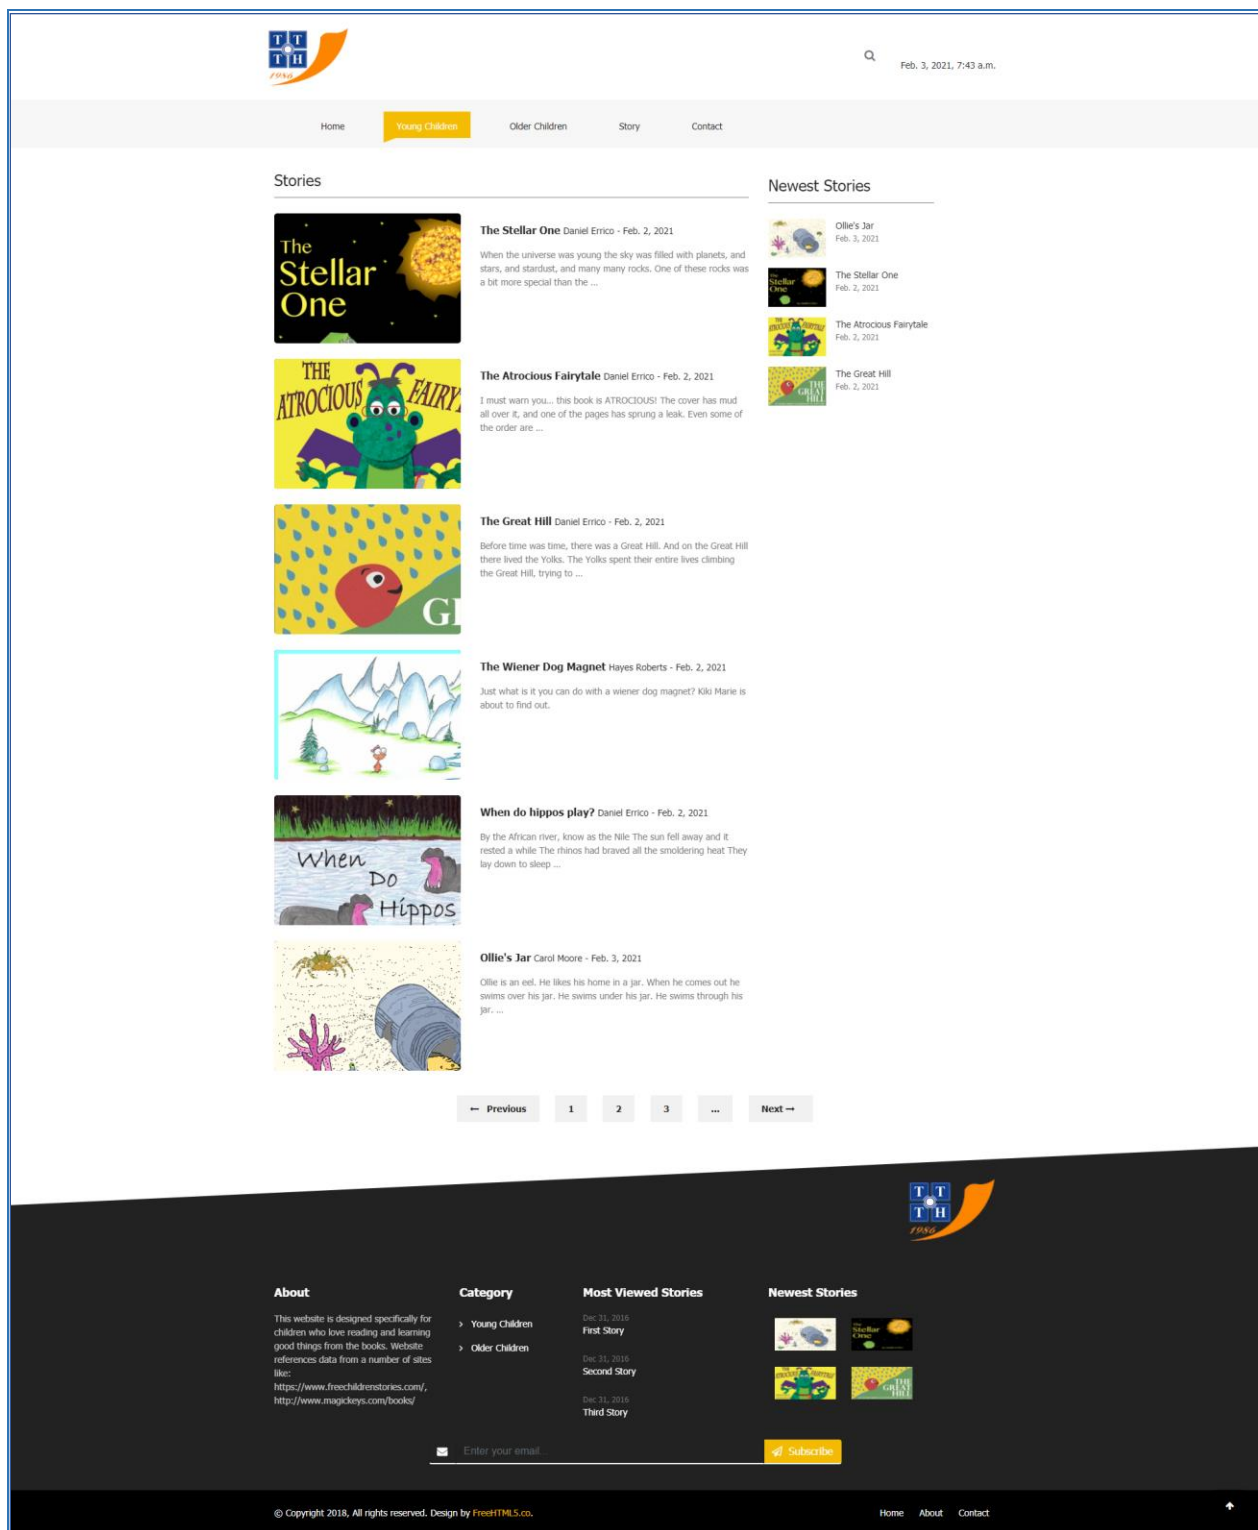 T T
T H
1986
Feb. 3, 2021, 7:43 a.m.
Home Young Children Older Children Story Contact
Stories
The
Stellar
One
The Stellar One Daniel Errico - Feb. 2, 2021
When the universe was young the sky was filled with planets, and
stars, and stardust, and many many rocks. One of these rocks was
a bit more special than the ...
THE
ATROCIOUS FAIRYT
The Atrocious Fairytale Daniel Errico - Feb. 2, 2021
I must warn you... this book is ATROCIOUS! The cover has mud
all over it, and one of the pages has sprung a leak. Even some of
the order are ...
The Great Hill Daniel Errico - Feb. 2, 2021
Before time was time, there was a Great Hill. And on the Great Hill
there lived the Yolks. The Yolks spent their entire lives climbing
the Great Hill, trying to ...
The Wiener Dog Magnet Hayes Roberts - Feb. 2, 2021
Just what is it you can do with a wiener dog magnet? Kiki Marie is
about to find out.
When
Do
Hippos
When do hippos play? Daniel Errico - Feb. 2, 2021
By the African river, know as the Nile The sun fell away and it
rested a while The rhinos had braved all the smoldering heat They
lay down to sleep ...
Ollie's Jar Carol Moore - Feb. 3, 2021
Ollie is an eel. He likes his home in a jar. When he comes out he
swims over his jar. He swims under his jar. He swims through his
jar. ...
Newest Stories
Ollie's Jar
Feb. 3, 2021
Stellar
One
The Stellar One
Feb. 2, 2021
The Atrocious Fairytale
Feb. 2, 2021
THE
GREAT
HILL
The Great Hill
Feb. 2, 2021
← Previous 1 2 3 ... Next →
T T
T H
1986
About
This website is designed specifically for
children who love reading and learning
good things from the books. Website
references data from a number of sites
like:
https://www.freechildrenstories.com/,
http://www.magickeys.com/books/
Category
› Young Children
› Older Children
Most Viewed Stories
Dec 31, 2016
First Story
Dec 31, 2016
Second Story
Dec 31, 2016
Third Story
Newest Stories
Stellar
One
THE
GREAT
HILL
Enter your email... Subscribe
© Copyright 2018, All rights reserved. Design by FreeHTML5.co.
Home About Contact